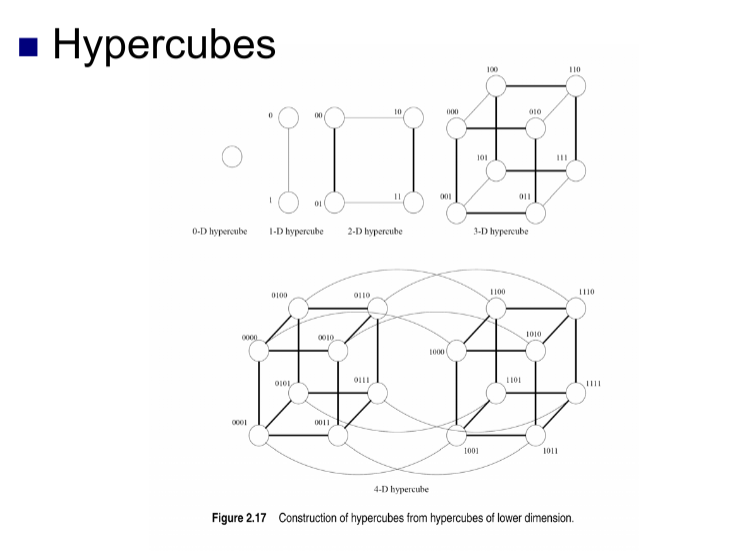 Hypercubes
100 110
0 00 10 000 010
101 111
1 01 11 001 011
0-D hypercube 1-D hypercube 2-D hypercube 3-D hypercube
0100 0110 1100 1110
0000 0010 1000 1010
0101 0111 1101 1111
0001 0011 1001 1011
4-D hypercube
Figure 2.17 Construction of hypercubes from hypercubes of lower dimension.